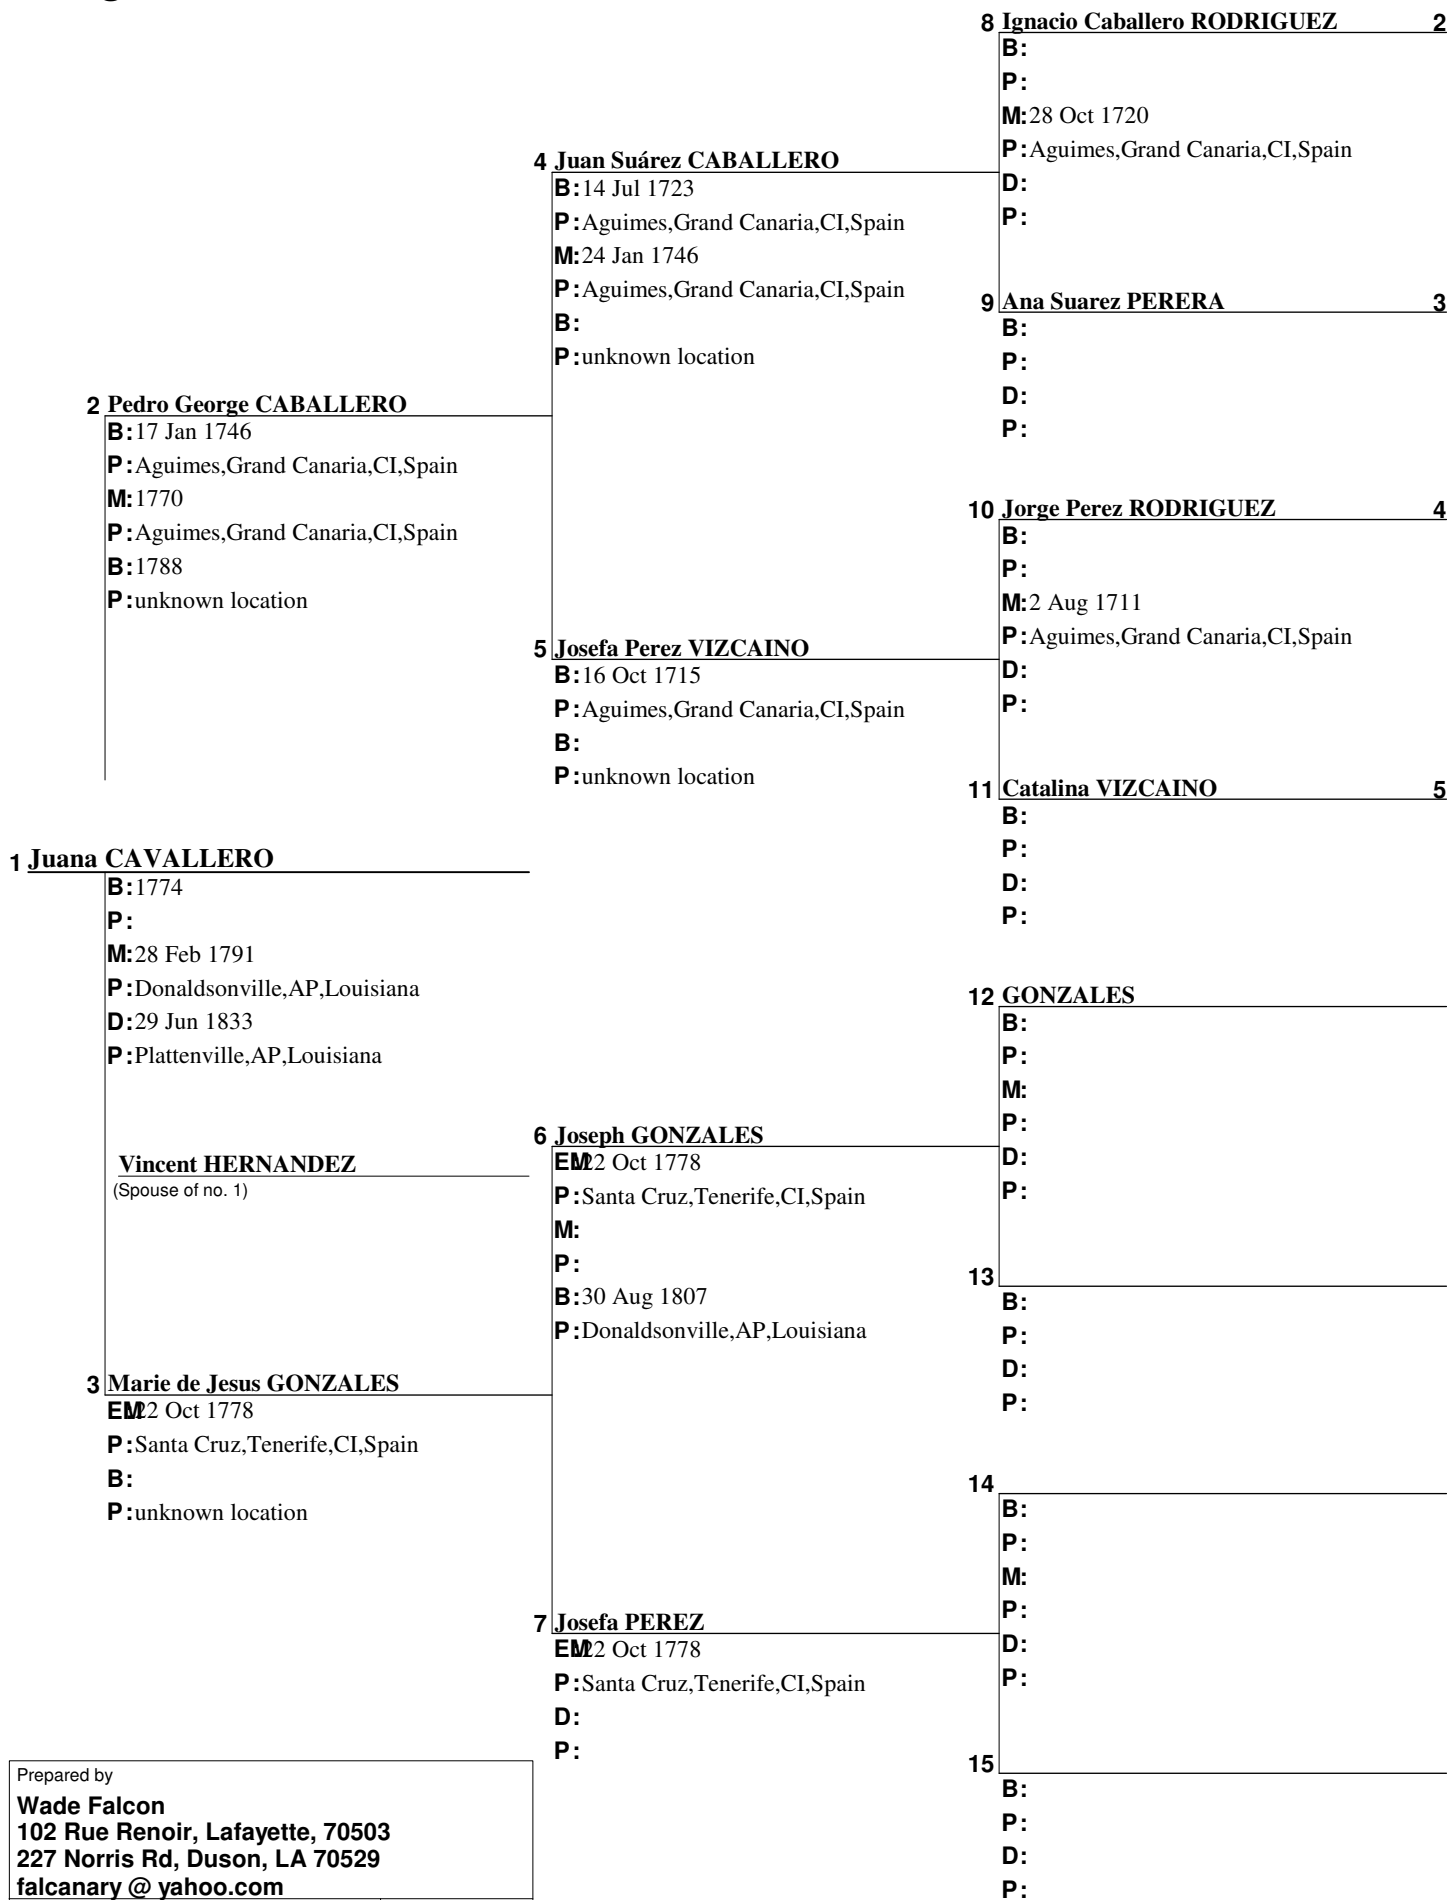 8 Ignacio Caballero RODRIGUEZ 2
B:
P:
M:28 Oct 1720
P:Aguimes,Grand Canaria,CI,Spain
D:
P:
4 Juan Suárez CABALLERO
B:14 Jul 1723
P:Aguimes,Grand Canaria,CI,Spain
M:24 Jan 1746
P:Aguimes,Grand Canaria,CI,Spain
B:
P:unknown location
9 Ana Suarez PERERA 3
B:
P:
D:
P:
2 Pedro George CABALLERO
B:17 Jan 1746
P:Aguimes,Grand Canaria,CI,Spain
M:1770
P:Aguimes,Grand Canaria,CI,Spain
B:1788
P:unknown location
10 Jorge Perez RODRIGUEZ 4
B:
P:
M:2 Aug 1711
P:Aguimes,Grand Canaria,CI,Spain
D:
P:
5 Josefa Perez VIZCAINO
B:16 Oct 1715
P:Aguimes,Grand Canaria,CI,Spain
B:
P:unknown location
11 Catalina VIZCAINO 5
B:
P:
D:
P:
1 Juana CAVALLERO
B:1774
P:
M:28 Feb 1791
P:Donaldsonville,AP,Louisiana
D:29 Jun 1833
P:Plattenville,AP,Louisiana
Vincent HERNANDEZ
(Spouse of no. 1)
12 GONZALES
B:
P:
M:
P:
D:
P:
6 Joseph GONZALES
EM22 Oct 1778
P:Santa Cruz,Tenerife,CI,Spain
M:
P:
B:30 Aug 1807
P:Donaldsonville,AP,Louisiana
13
B:
P:
D:
P:
3 Marie de Jesus GONZALES
EM22 Oct 1778
P:Santa Cruz,Tenerife,CI,Spain
B:
P:unknown location
14
B:
P:
M:
P:
D:
P:
7 Josefa PEREZ
EM22 Oct 1778
P:Santa Cruz,Tenerife,CI,Spain
D:
P:
15
B:
P:
D:
P:
Prepared by
Wade Falcon
102 Rue Renoir, Lafayette, 70503
227 Norris Rd, Duson, LA 70529
falcanary @ yahoo.com